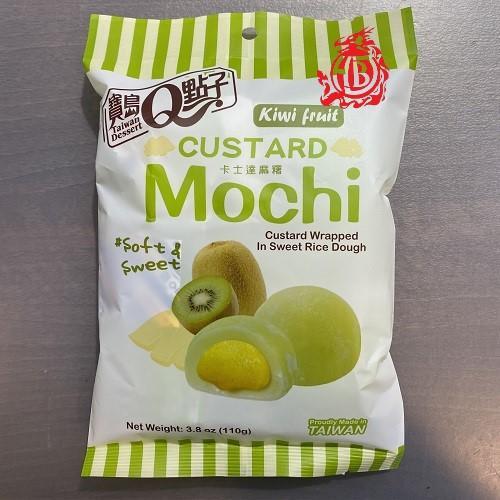 寶島
Q點子
Taiwan
Dessert
B
Kiwi fruit
CUSTARD
卡士達麻糬
Mochi
Custard Wrapped
In Sweet Rice Dough
#Soft &
Sweet
Net Weight: 3.8 oz (110g)
Proudly Made in
TAIWAN